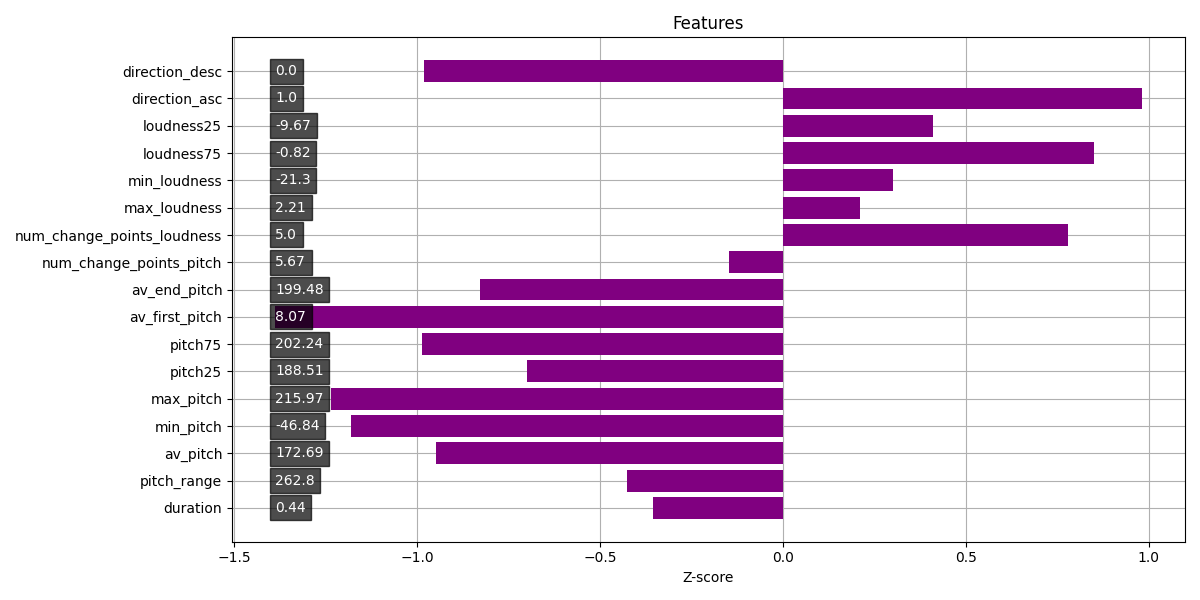 Features
direction_desc 0.0
direction_asc 1.0
loudness25 -9.67
loudness75 -0.82
min_loudness -21.3
max_loudness 2.21
num_change_points_loudness 5.0
num_change_points_pitch 5.67
av_end_pitch 199.48
av_first_pitch 8.07
pitch75 202.24
pitch25 188.51
max_pitch 215.97
min_pitch -46.84
av_pitch 172.69
pitch_range 262.8
duration 0.44
−1.5 −1.0 −0.5 0.0 0.5 1.0
Z-score